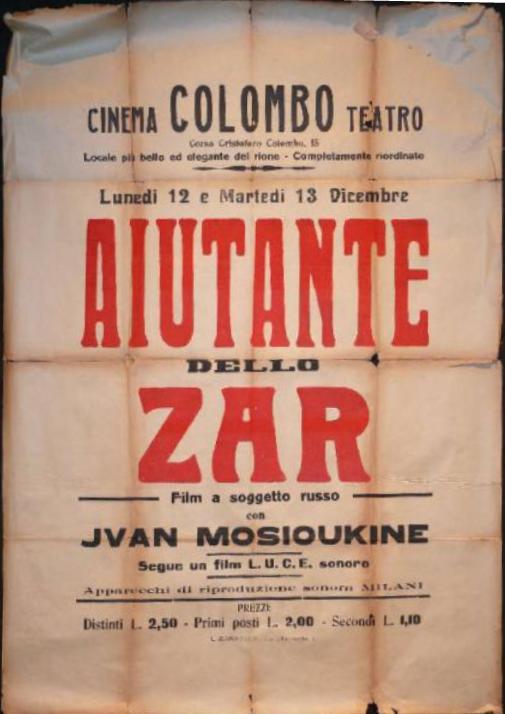 CINEMA COLOMBO TEATRO
Corso Cristoforo Colombo, 15
Locale più bello ed elegante del rione - Completamente riordinato
Lunedì 12 e Martedì 13 Dicembre
AIUTANTE
DELLO
ZAR
Film a soggetto russo
con
JVAN MOSIOUKINE
Segue un film L. U. C. E. sonoro
Apparecchi di riproduzione sonora MILANI
PREZZI:
Distinti L. 2,50 - Primi posti L. 2,00 - Secondi L. 1,10